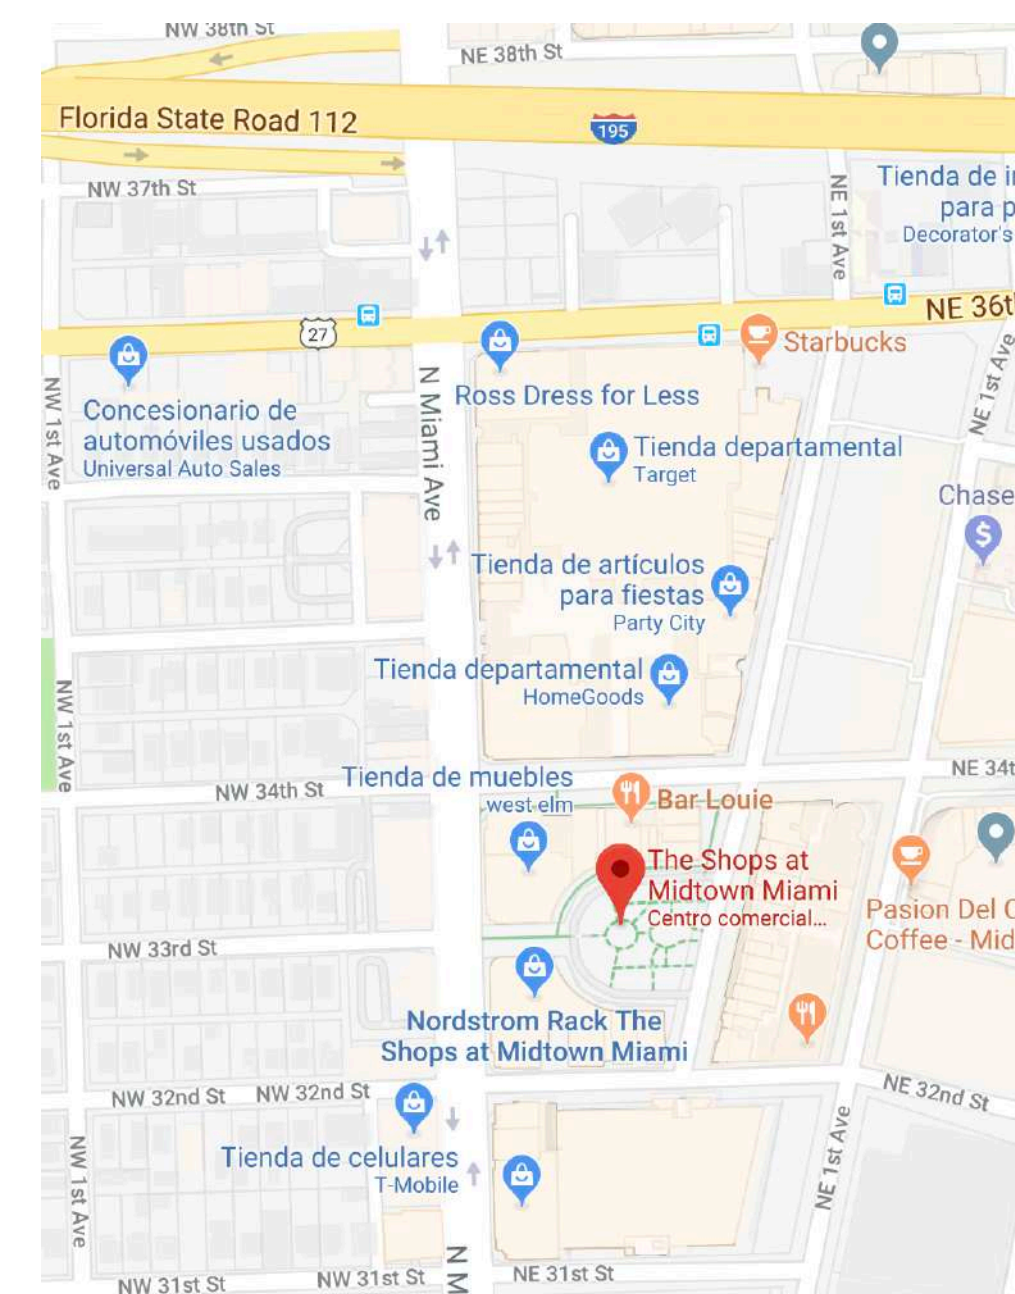 NW 38th St
NE 38th St
Florida State Road 112
195
NW 37th St
NE 1st Ave
Tienda de
para
Decorator's
NE 36t
27
Starbucks
Ross Dress for Less
NW 1st Ave
Concesionario de
automóviles usados
Universal Auto Sales
N Miami Ave
NE 1st Ave
Tienda departamental
Target
Chase
$
Tienda de artículos
para fiestas
Party City
Tienda departamental
HomeGoods
NW 1st Ave
NW 34th St
Tienda de muebles
west elm
NE 34t
Bar Louie
The Shops at
Midtown Miami
Centro comercial...
Pasion Del C
Coffee - Mid
NW 33rd St
Nordstrom Rack The
Shops at Midtown Miami
NW 32nd St
NW 32nd St
NE 32nd St
NW 1st Ave
Tienda de celulares
T-Mobile
NE 1st Ave
N M
NW 31st St
NW 31st St
NE 31st St